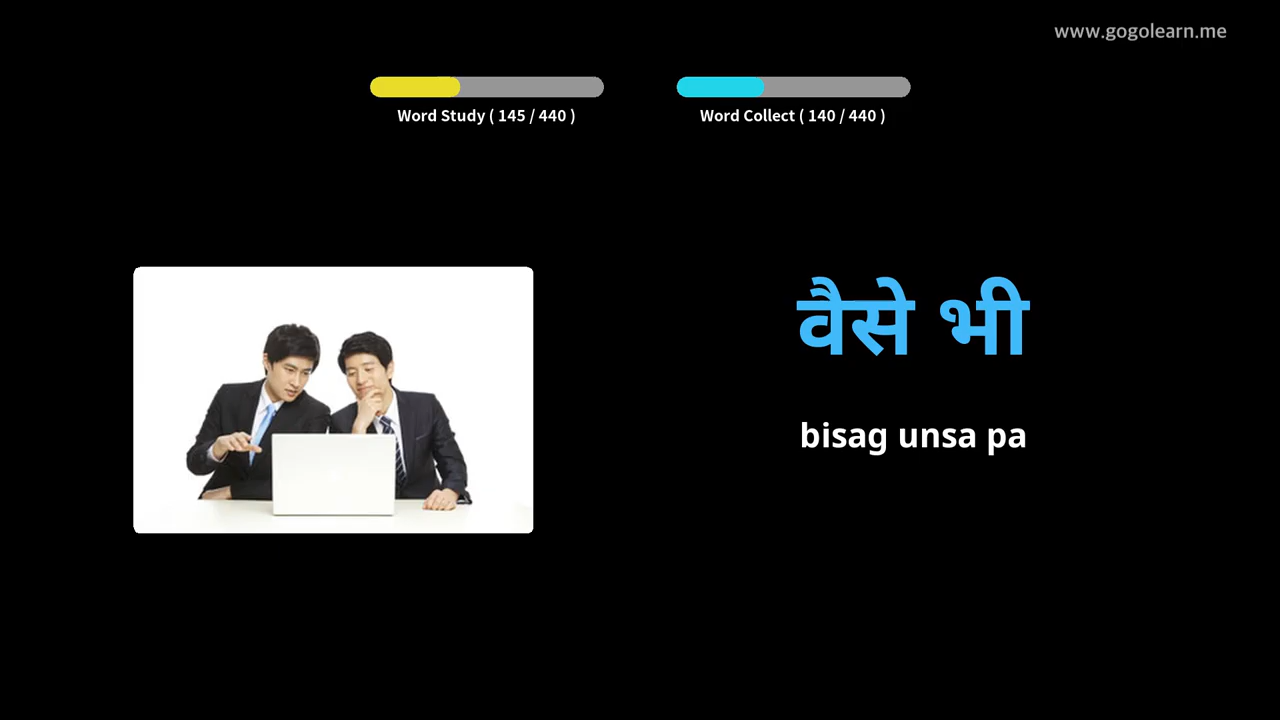 www.gogolearn.me
Word Study ( 145 / 440 )
Word Collect ( 140 / 440 )
वैसे भी
bisag unsa pa